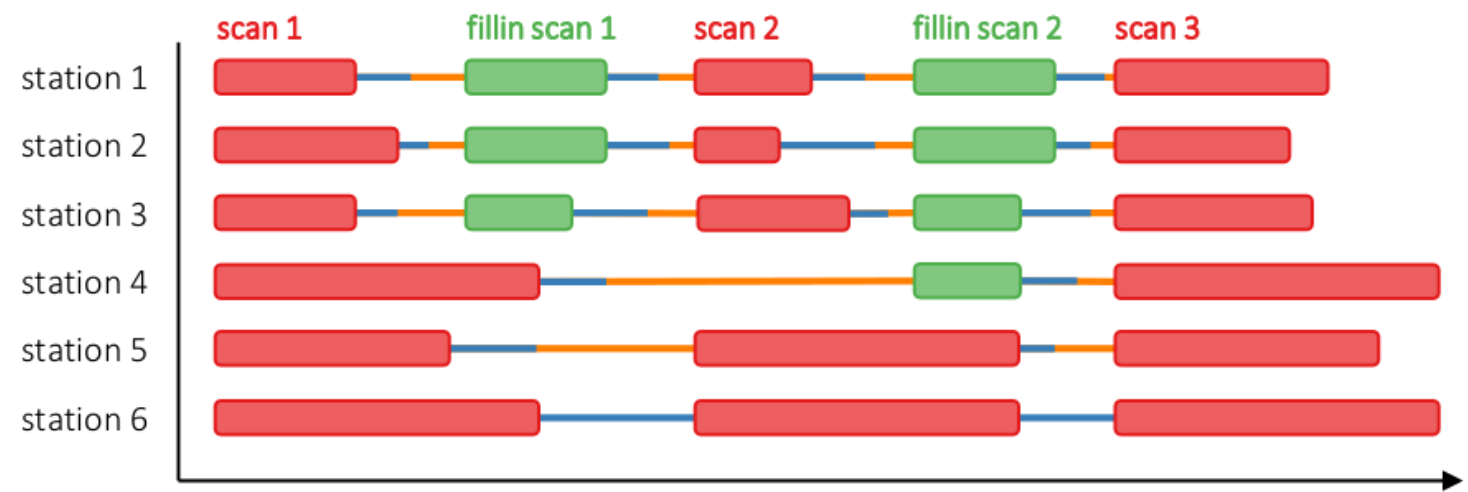 scan 1 fillin scan 1 scan 2 fillin scan 2 scan 3
station 1
station 2
station 3
station 4
station 5
station 6